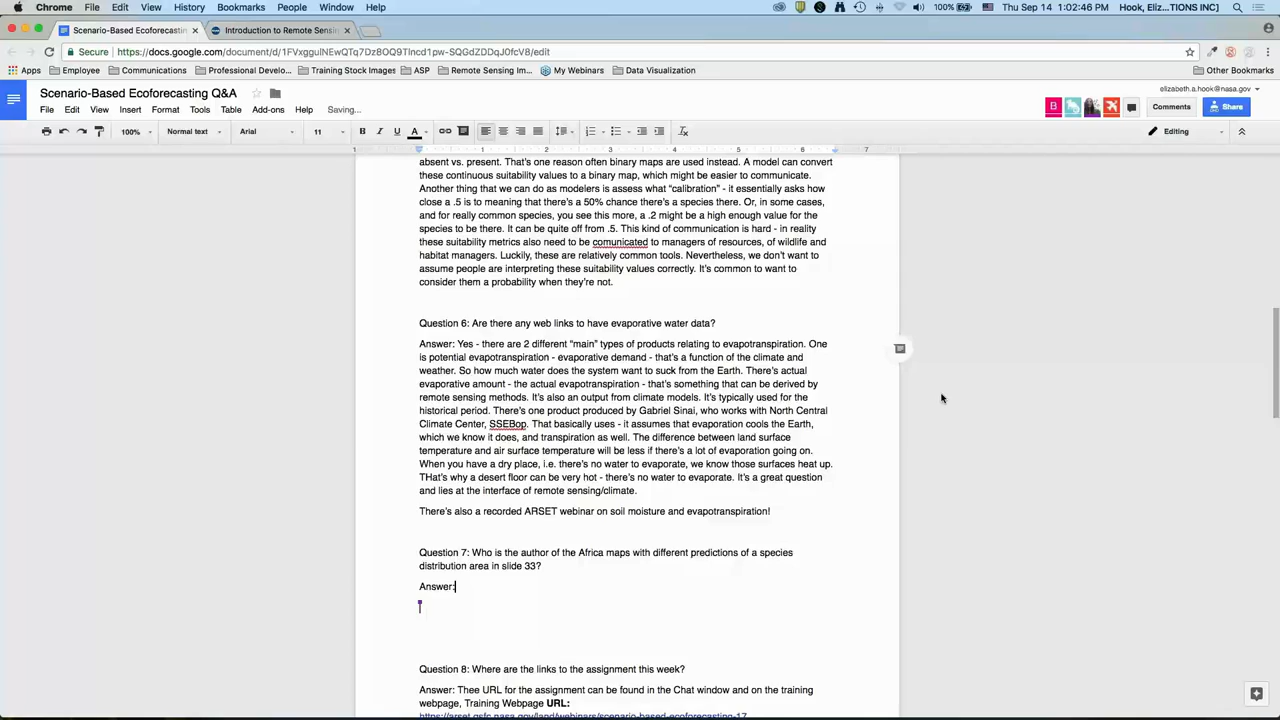 Chrome File Edit View History Bookmarks People Window Help 100% Thu Sep 14 1:02:46 PM Hook, Eliz...TIONS INC]
Scenario-Based Ecoforecasting × Introduction to Remote Sensi ×
Secure https://docs.google.com/document/d/1FVxggulNEwQTq7Dz8OQ9Tlncd1pw-SQGdZDDqJ0fcV8/edit
Apps Employee Communications Professional Develo... Training Stock Images ASP Remote Sensing Im... My Webinars Data Visualization Other Bookmarks
Scenario-Based Ecoforecasting Q&A
elizabeth.a.hook@nasa.gov
File Edit View Insert Format Tools Table Add-ons Help Saving...
B Comments Share
100% Normal text Arial 11 B I U A Editing
1 1 2 3 4 5 6 7
absent vs. present. That's one reason often binary maps are used instead. A model can convert
these continuous suitability values to a binary map, which might be easier to communicate.
Another thing that we can do as modelers is assess what “calibration” - it essentially asks how
close a .5 is to meaning that there's a 50% chance there's a species there. Or, in some cases,
and for really common species, you see this more, a .2 might be a high enough value for the
species to be there. It can be quite off from .5. This kind of communication is hard - in reality
these suitability metrics also need to be comunicated to managers of resources, of wildlife and
habitat managers. Luckily, these are relatively common tools. Nevertheless, we don't want to
assume people are interpreting these suitability values correctly. It's common to want to
consider them a probability when they're not.
Question 6: Are there any web links to have evaporative water data?
Answer: Yes - there are 2 different “main” types of products relating to evapotranspiration. One
is potential evapotranspiration - evaporative demand - that's a function of the climate and
weather. So how much water does the system want to suck from the Earth. There's actual
evaporative amount - the actual evapotranspiration - that's something that can be derived by
remote sensing methods. It's also an output from climate models. It's typically used for the
historical period. There's one product produced by Gabriel Sinai, who works with North Central
Climate Center, SSEBop. That basically uses - it assumes that evaporation cools the Earth,
which we know it does, and transpiration as well. The difference between land surface
temperature and air surface temperature will be less if there's a lot of evaporation going on.
When you have a dry place, i.e. there's no water to evaporate, we know those surfaces heat up.
THat's why a desert floor can be very hot - there's no water to evaporate. It's a great question
and lies at the interface of remote sensing/climate.
There's also a recorded ARSET webinar on soil moisture and evapotranspiration!
Question 7: Who is the author of the Africa maps with different predictions of a species
distribution area in slide 33?
Answer:
Question 8: Where are the links to the assignment this week?
Answer: Thee URL for the assignment can be found in the Chat window and on the training
webpage, Training Webpage URL:
https://arset.gsfc.nasa.gov/land/webinars/scenario-based-ecoforecasting-17